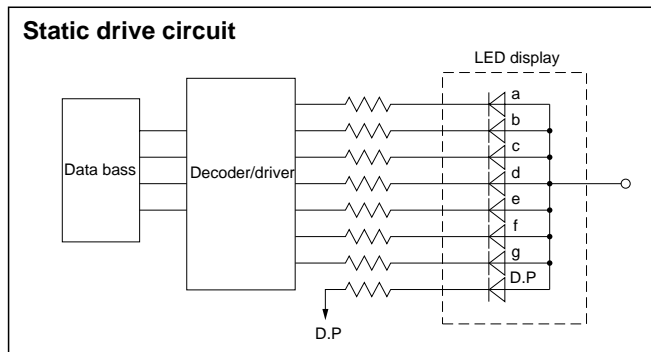 Static drive circuit
LED display
Data bass
Decoder/driver
a
b
c
d
e
f
g
D.P
D.P